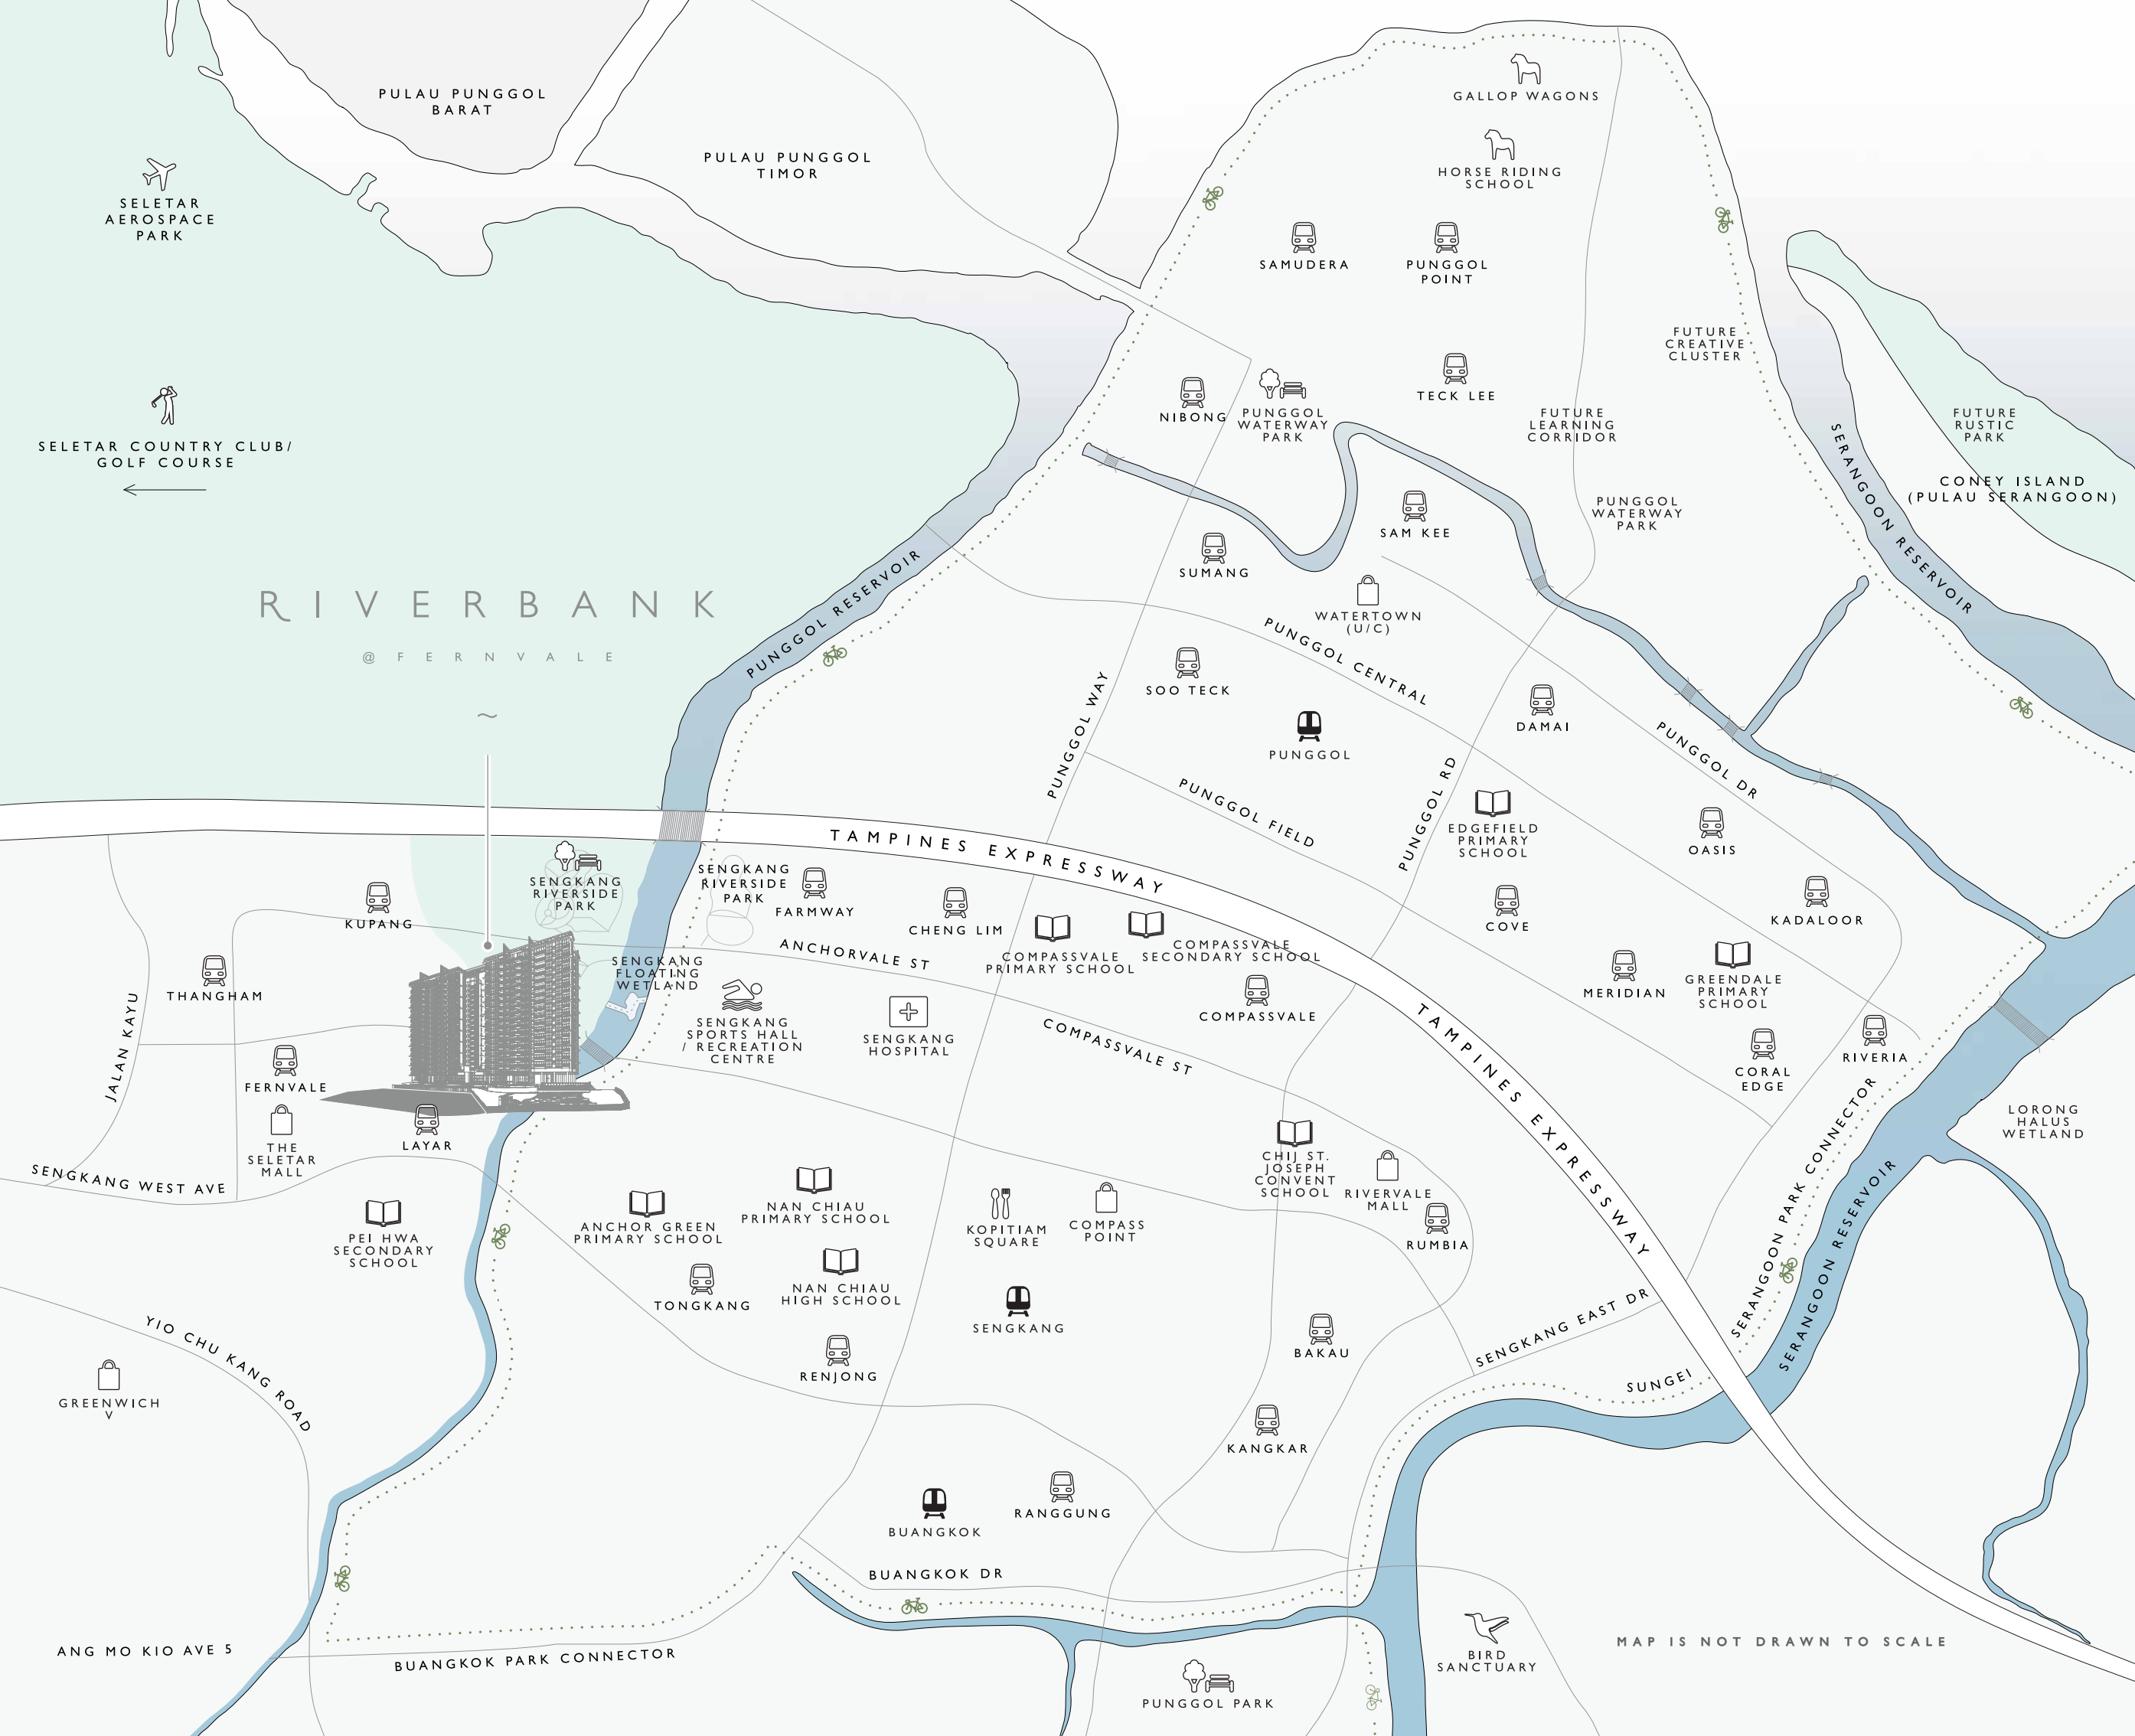 PULAU PUNGGOL
BARAT
PULAU PUNGGOL
TIMOR
GALLOP WAGONS
HORSE RIDING
SCHOOL
SELETAR
AEROSPACE
PARK
SAMUDERA
PUNGGOL
POINT
FUTURE
CREATIVE
CLUSTER
SELETAR COUNTRY CLUB/
GOLF COURSE
NIBONG
PUNGGOL
WATERWAY
PARK
TECK LEE
FUTURE
LEARNING
CORRIDOR
FUTURE
RUSTIC
PARK
CONEY ISLAND
(PULAU SERANGOON)
SERANGOON RESERVOIR
PUNGGOL
WATERWAY
PARK
SAM KEE
SUMANG
RIVERBANK
@ FERNVALE
~
PUNGGOL RESERVOIR
WATERTOWN
(U/C)
PUNGGOL CENTRAL
SOO TECK
PUNGGOL WAY
PUNGGOL
DAMAI
PUNGGOL DR
PUNGGOL FIELD
PUNGGOL RD
EDGEFIELD
PRIMARY
SCHOOL
OASIS
TAMPINES EXPRESSWAY
SENGKANG
RIVERSIDE
PARK
SENGKANG
RIVERSIDE
PARK
FARMWAY
CHENG LIM
KUPANG
COVE
KADALOOR
ANCHORVALE ST
COMPASSVALE
PRIMARY SCHOOL
COMPASSVALE
SECONDARY SCHOOL
SENGKANG
FLOATING
WETLAND
THANGHAM
MERIDIAN
GREENDALE
PRIMARY
SCHOOL
COMPASSVALE
SENGKANG
SPORTS HALL
/ RECREATION
CENTRE
SENGKANG
HOSPITAL
COMPASSVALE ST
TAMPINES EXPRESSWAY
JALAN KAYU
FERNVALE
CORAL
EDGE
RIVERIA
THE
SELETAR
MALL
LAYAR
LORONG
HALUS
WETLAND
SERANGOON PARK CONNECTOR
SERANGOON RESERVOIR
SENGKANG WEST AVE
CHIJ ST.
JOSEPH
CONVENT
SCHOOL
RIVERVALE
MALL
RUMBIA
PEI HWA
SECONDARY
SCHOOL
ANCHOR GREEN
PRIMARY SCHOOL
NAN CHIAU
PRIMARY SCHOOL
KOPITIAM
SQUARE
COMPASS
POINT
NAN CHIAU
HIGH SCHOOL
TONGKANG
SENGKANG
YIO CHU KANG ROAD
BAKAU
SENGKANG EAST DR
RENJONG
SUNGEI
GREENWICH
V
KANGKAR
BUANGKOK
RANGGUNG
BUANGKOK DR
ANG MO KIO AVE 5
BUANGKOK PARK CONNECTOR
BIRD
SANCTUARY
MAP IS NOT DRAWN TO SCALE
PUNGGOL PARK